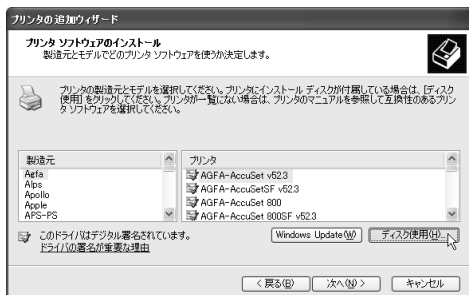 プリンタの追加ウィザード
プリンタ ソフトウェアのインストール
製造元とモデルでどのプリンタ ソフトウェアを使うか決定します。
プリンタの製造元とモデルを選択してください。プリンタにインストール ディスクが付属している場合は、[ディスク
使用] をクリックしてください。プリンタが一覧にない場合は、プリンタのマニュアルを参照して互換性のあるプリン
タ ソフトウェアを選択してください。
製造元
Agfa
Alps
Apollo
Apple
APS-PS
プリンタ
AGFA-AccuSet v52.3
AGFA-AccuSetSF v52.3
AGFA-AccuSet 800
AGFA-AccuSet 800SF v52.3
このドライバはデジタル署名されています。
ドライバの署名が重要な理由
Windows Update(W)
ディスク使用(H)...
< 戻る(B)
次へ(N) >
キャンセル